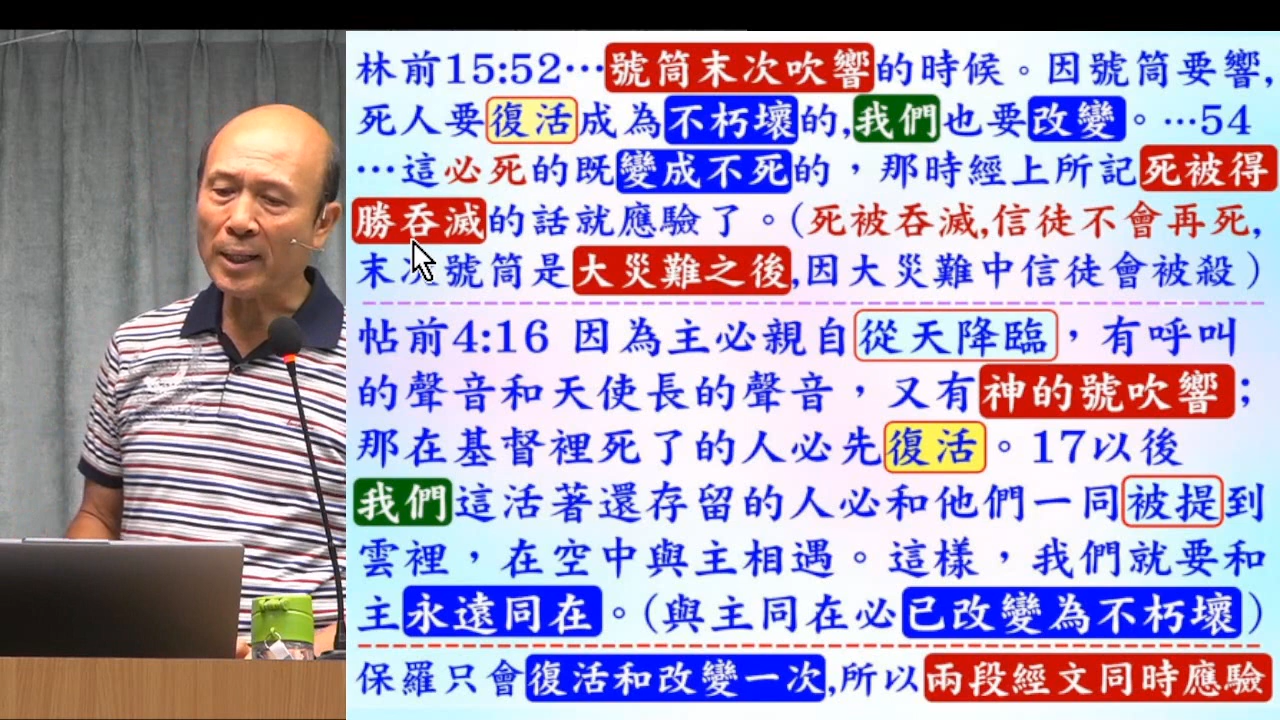 林前15:52…號筒末次吹響的時候。因號筒要響,
死人要復活成為不朽壞的,我們也要改變。…54
…這必死的既變成不死的，那時經上所記死被得
勝吞滅的話就應驗了。(死被吞滅,信徒不會再死,
末次號筒是大災難之後,因大災難中信徒會被殺)
帖前4:16 因為主必親自從天降臨，有呼叫
的聲音和天使長的聲音，又有神的號吹響；
那在基督裡死了的人必先復活。17以後
我們這活著還存留的人必和他們一同被提到
雲裡，在空中與主相遇。這樣，我們就要和
主永遠同在。(與主同在必已改變為不朽壞)
保羅只會復活和改變一次,所以兩段經文同時應驗